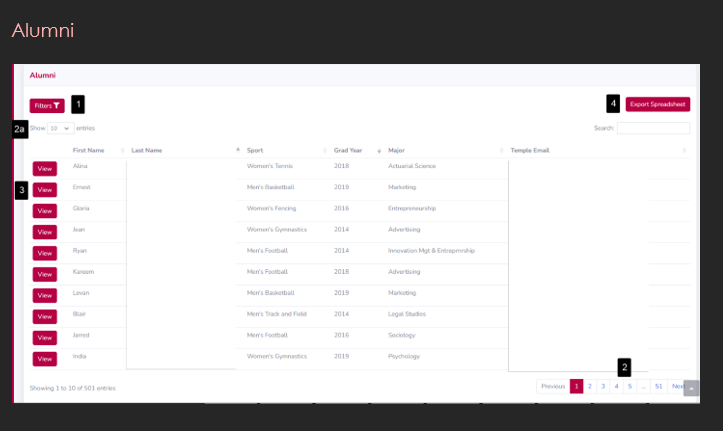 Alumni
Alumni
Filters 1 4 Export Spreadsheet
2a Show 10 entries Search:
First Name Last Name Sport Grad Year Major Temple Email
View Alina Women's Tennis 2018 Actuarial Science
3 View Ernest Men's Basketball 2019 Marketing
View Gloria Women's Fencing 2016 Entrepreneurship
View Jean Women's Gymnastics 2014 Advertising
View Ryan Men's Football 2014 Innovation Mgt & Entreprnrship
View Kareem Men's Football 2018 Advertising
View Levan Men's Basketball 2019 Marketing
View Blair Men's Track and Field 2014 Legal Studies
View Jarred Men's Football 2016 Sociology
View India Women's Gymnastics 2019 Psychology
2
Showing 1 to 10 of 501 entries Previous 1 2 3 4 5 ... 51 Next